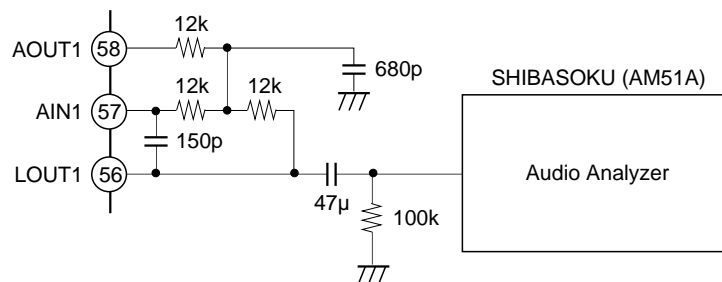 12k
AOUT1
58
12k
12k
680p
SHIBASOKU (AM51A)
AIN1
57
150p
LOUT1
56
Audio Analyzer
47µ
100k